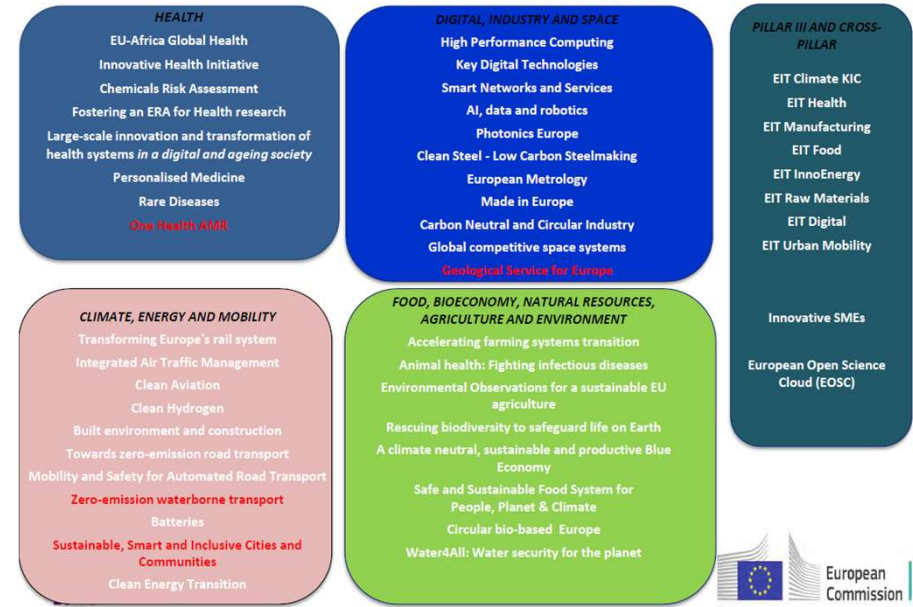 HEALTH
EU-Africa Global Health
Innovative Health Initiative
Chemicals Risk Assessment
Fostering an ERA for Health research
Large-scale innovation and transformation of
health systems in a digital and ageing society
Personalised Medicine
Rare Diseases
One Health AMR
DIGITAL, INDUSTRY AND SPACE
High Performance Computing
Key Digital Technologies
Smart Networks and Services
AI, data and robotics
Photonics Europe
Clean Steel - Low Carbon Steelmaking
European Metrology
Made in Europe
Carbon Neutral and Circular Industry
Global competitive space systems
Geological Service for Europe
PILLAR III AND CROSS-
PILLAR
EIT Climate KIC
EIT Health
EIT Manufacturing
EIT Food
EIT InnoEnergy
EIT Raw Materials
EIT Digital
EIT Urban Mobility
Innovative SMEs
European Open Science
Cloud (EOSC)
CLIMATE, ENERGY AND MOBILITY
Transforming Europe's rail system
Integrated Air Traffic Management
Clean Aviation
Clean Hydrogen
Built environment and construction
Towards zero-emission road transport
Mobility and Safety for Automated Road Transport
Zero-emission waterborne transport
Batteries
Sustainable, Smart and Inclusive Cities and
Communities
Clean Energy Transition
FOOD, BIOECONOMY, NATURAL RESOURCES,
AGRICULTURE AND ENVIRONMENT
Accelerating farming systems transition
Animal health: Fighting infectious diseases
Environmental Observations for a sustainable EU
agriculture
Rescuing biodiversity to safeguard life on Earth
A climate neutral, sustainable and productive Blue
Economy
Safe and Sustainable Food System for
People, Planet & Climate
Circular bio-based Europe
Water4All: Water security for the planet
European
Commission